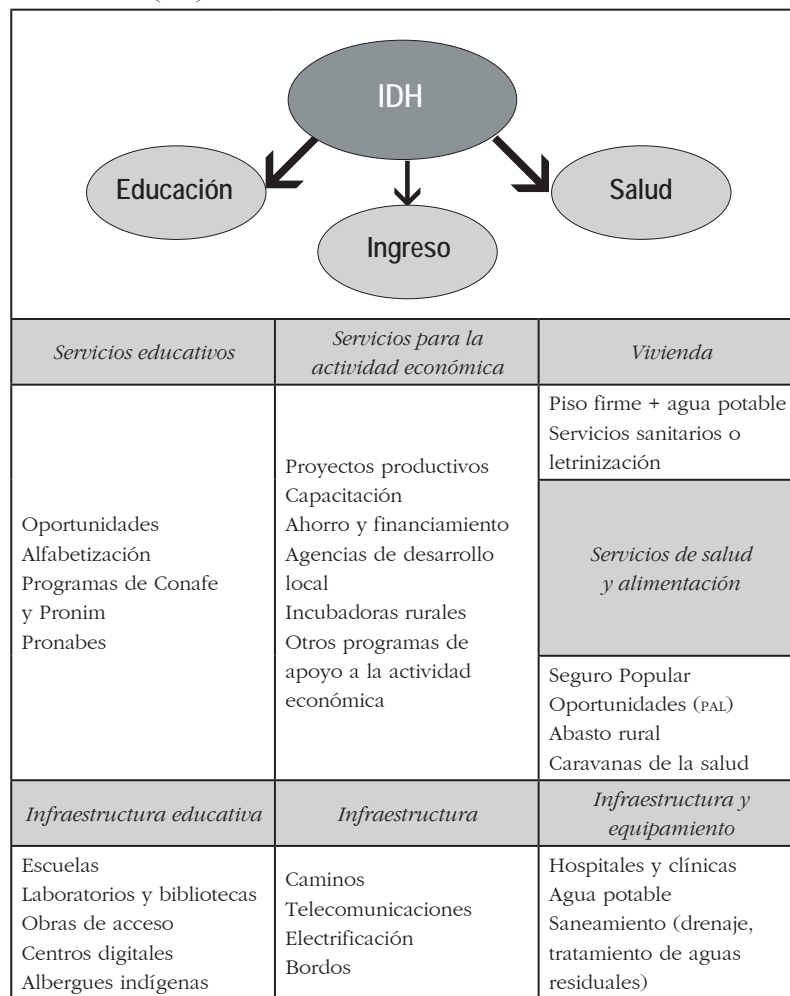 IDH
Educación
Salud
Ingreso
Servicios educativos
Servicios para la
actividad económica
Vivienda
Oportunidades
Alfabetización
Programas de Conafe
y Pronim
Pronabes
Proyectos productivos
Capacitación
Ahorro y financiamiento
Agencias de desarrollo
local
Incubadoras rurales
Otros programas de
apoyo a la actividad
económica
Piso firme + agua potable
Servicios sanitarios o
letrinización
Servicios de salud
y alimentación
Seguro Popular
Oportunidades (PAL)
Abasto rural
Caravanas de la salud
Infraestructura educativa
Infraestructura
Infraestructura y
equipamiento
Escuelas
Laboratorios y bibliotecas
Obras de acceso
Centros digitales
Albergues indígenas
Caminos
Telecomunicaciones
Electrificación
Bordos
Hospitales y clínicas
Agua potable
Saneamiento (drenaje,
tratamiento de aguas
residuales)